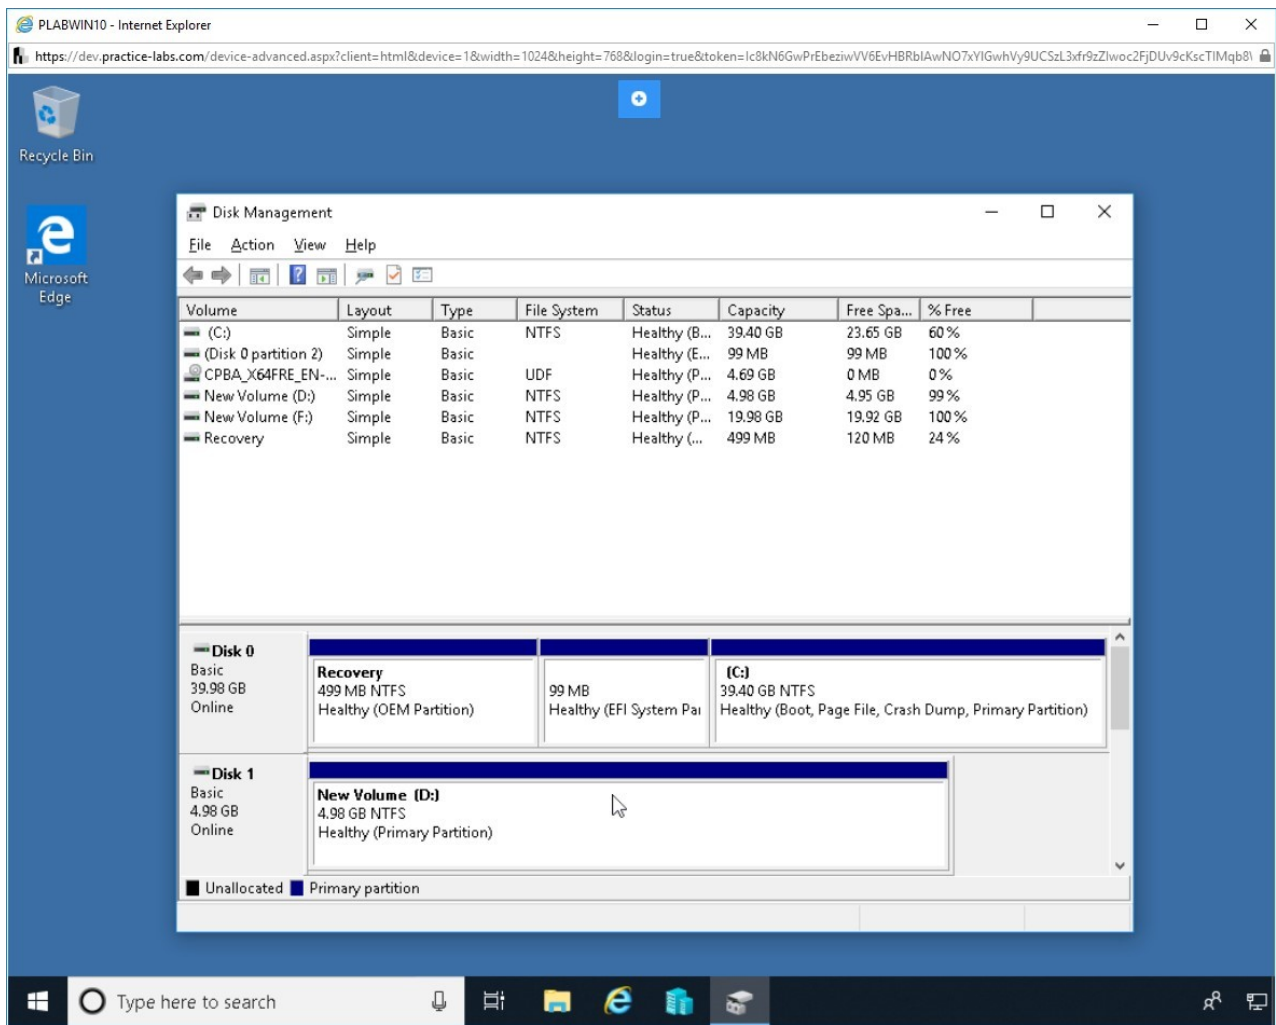 PLABWIN10 - Internet Explorer
https://dev.practice-labs.com/device-advanced.aspx?client=html&device=1&width=1024&height=768&login=true&token=
Recycle Bin
Microsoft
Edge
Disk Management
File Action View Help
Volume Layout Type File System Status Capacity Free Spa... % Free
(C:) Simple Basic NTFS Healthy (B... 39.40 GB 23.65 GB 60 %
(Disk 0 partition 2) Simple Basic Healthy (E... 99 MB 99 MB 100 %
CPBA_X64FRE_EN-... Simple Basic UDF Healthy (P... 4.69 GB 0 MB 0 %
New Volume (D:) Simple Basic NTFS Healthy (P... 4.98 GB 4.95 GB 99 %
New Volume (F:) Simple Basic NTFS Healthy (P... 19.98 GB 19.92 GB 100 %
Recovery Simple Basic NTFS Healthy (... 499 MB 120 MB 24 %
Disk 0
Basic
39.98 GB
Online
Recovery
499 MB NTFS
Healthy (OEM Partition)
99 MB
Healthy (EFI System Par
(C:)
39.40 GB NTFS
Healthy (Boot, Page File, Crash Dump, Primary Partition)
Disk 1
Basic
4.98 GB
Online
New Volume (D:)
4.98 GB NTFS
Healthy (Primary Partition)
Unallocated Primary partition
Type here to search